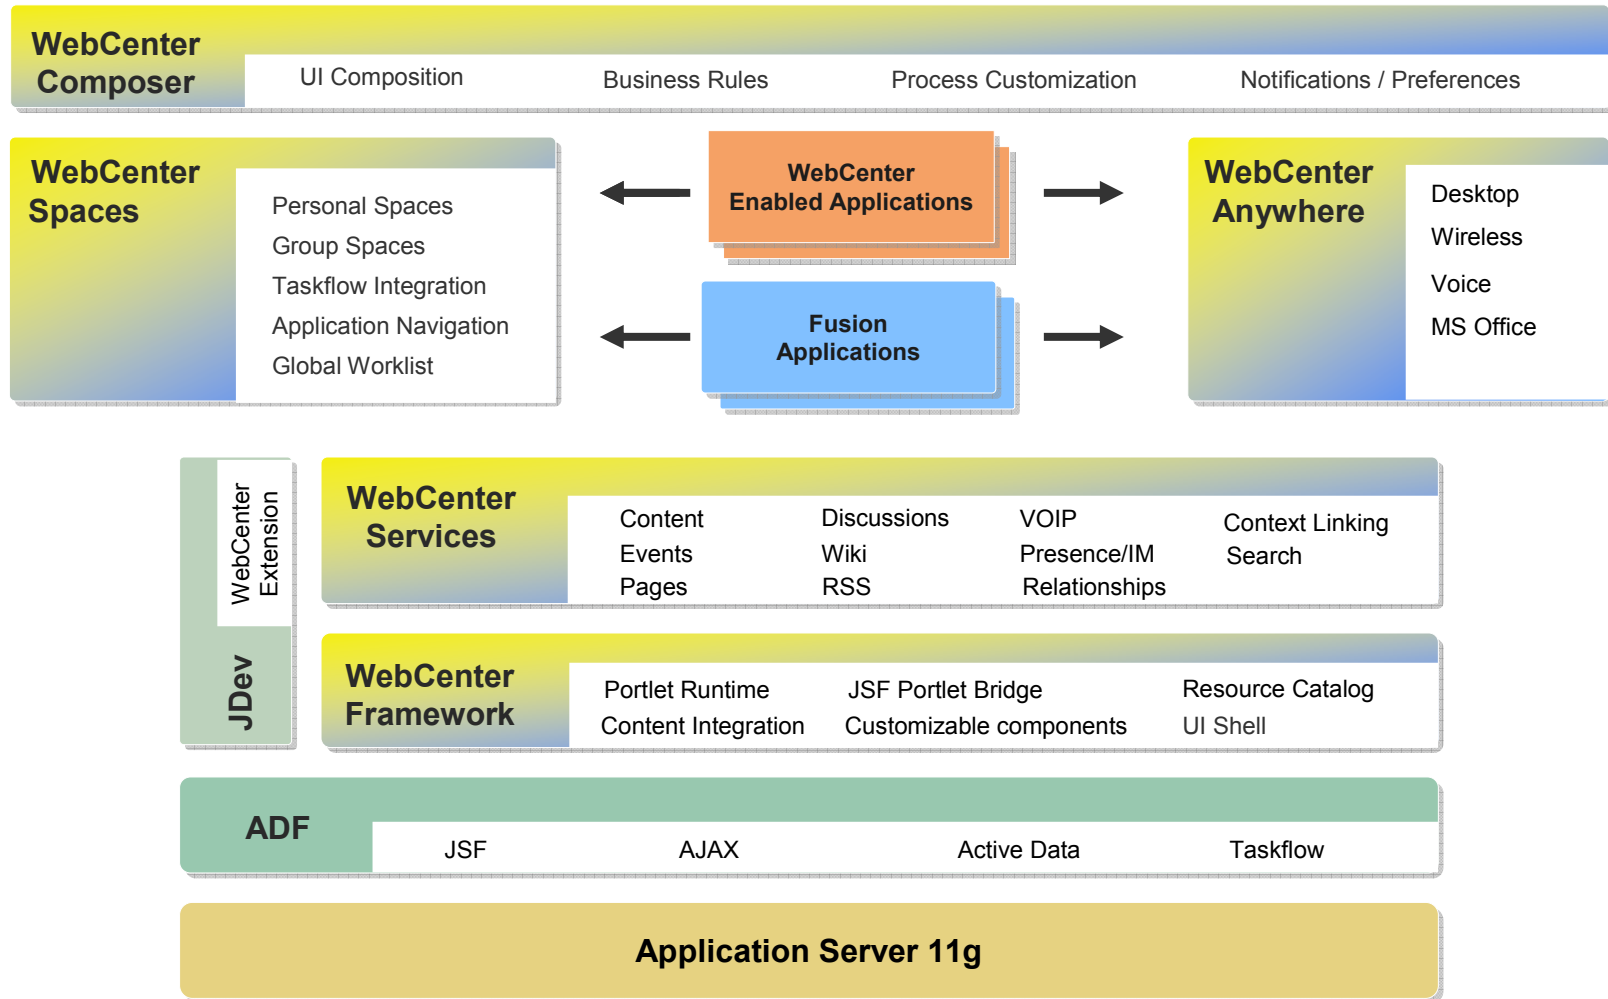 WebCenter
Composer
UI Composition
Business Rules
Process Customization
Notifications / Preferences
WebCenter
Spaces
Personal Spaces
Group Spaces
Taskflow Integration
Application Navigation
Global Worklist
WebCenter
Enabled Applications
Fusion
Applications
WebCenter
Anywhere
Desktop
Wireless
Voice
MS Office
WebCenter
Extension
JDev
WebCenter
Services
Content
Discussions
VOIP
Context Linking
Events
Wiki
Presence/IM
Search
Pages
RSS
Relationships
WebCenter
Framework
Portlet Runtime
JSF Portlet Bridge
Resource Catalog
Content Integration
Customizable components
UI Shell
ADF
JSF
AJAX
Active Data
Taskflow
Application Server 11g